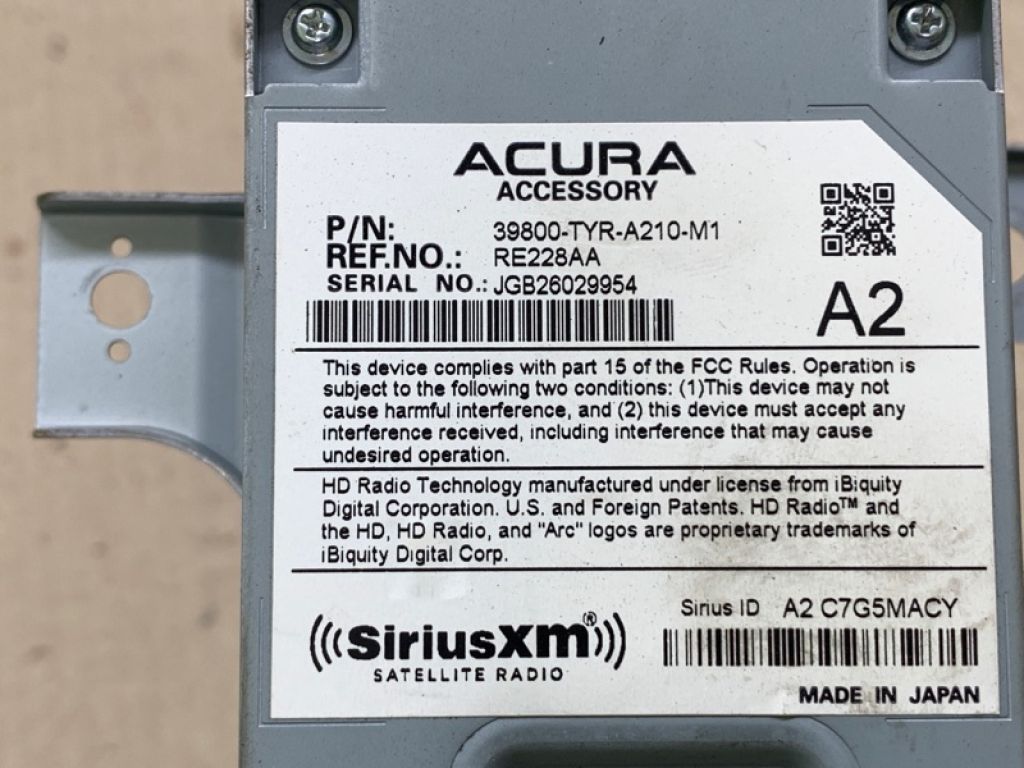 ACURA
ACCESSORY
P/N: 39800-TYR-A210-M1
REF.NO.: RE228AA
SERIAL NO.: JGB26029954
A2
This device complies with part 15 of the FCC Rules. Operation is
subject to the following two conditions: (1)This device may not
cause harmful interference, and (2) this device must accept any
interference received, including interference that may cause
undesired operation.
HD Radio Technology manufactured under license from iBiquity
Digital Corporation. U.S. and Foreign Patents. HD Radio™ and
the HD, HD Radio, and "Arc" logos are proprietary trademarks of
iBiquity Digital Corp.
Sirius ID A2 C7G5MACY
(((SiriusXm®)))
SATELLITE RADIO
MADE IN JAPAN